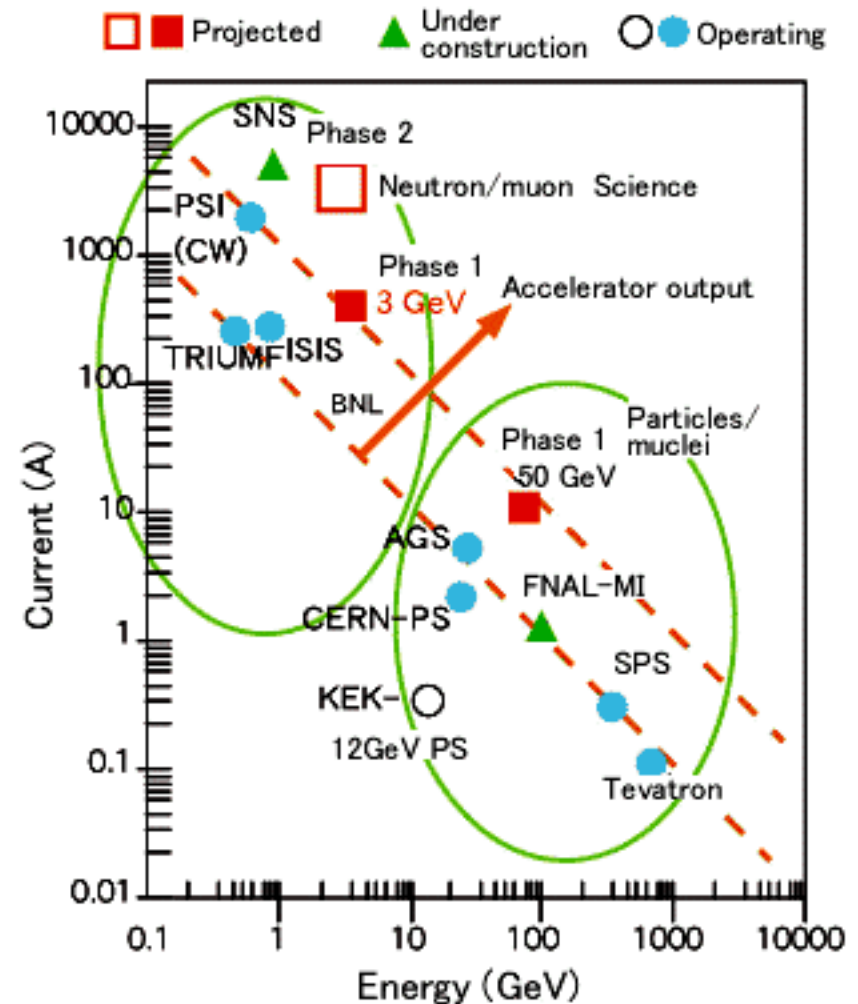 Projected
Under
construction
Operating
10000
1000
100
10
1
0.1
0.01
Current (A)
SNS
Phase 2
Neutron/muon Science
PSI
(CW)
Phase 1
3 GeV
Accelerator output
TRIUMF
ISIS
BNL
Particles/
muclei
Phase 1
50 GeV
AGS
FNAL-MI
CERN-PS
SPS
KEK-
12GeV PS
Tevatron
0.1
1
10
100
1000
10000
Energy (GeV)